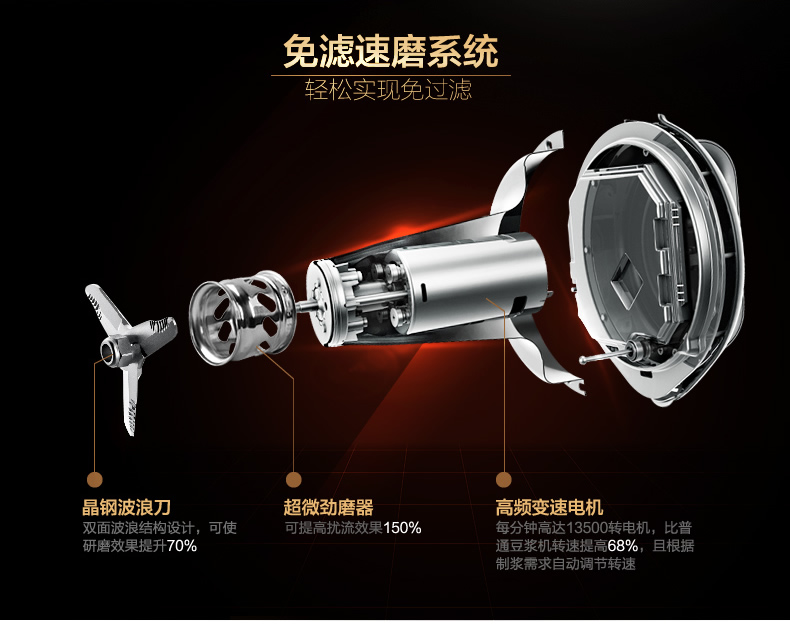 免滤速磨系统
轻松实现免过滤
晶钢波浪刀
双面波浪结构设计，可使
研磨效果提升70%
超微劲磨器
可提高扰流效果150%
高频变速电机
每分钟高达13500转电机，比普
通豆浆机转速提高68%，且根据
制浆需求自动调节转速